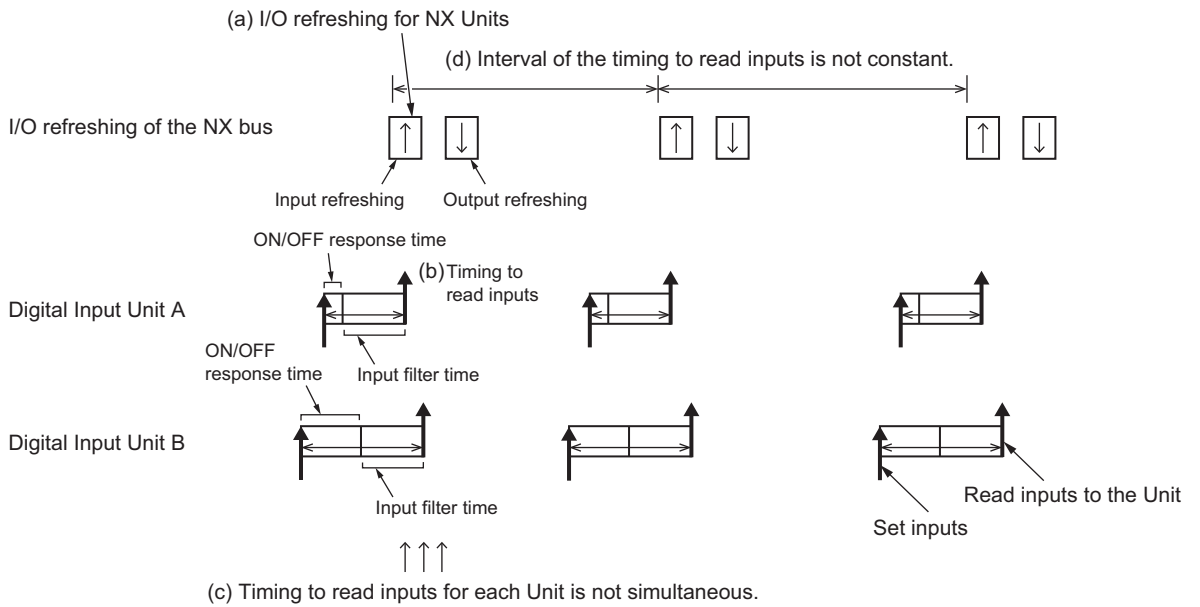 (a) I/O refreshing for NX Units
(d) Interval of the timing to read inputs is not constant.
I/O refreshing of the NX bus
Input refreshing
Output refreshing
ON/OFF response time
(b) Timing to
read inputs
Digital Input Unit A
Input filter time
ON/OFF
response time
Digital Input Unit B
Input filter time
Read inputs to the Unit
Set inputs
(c) Timing to read inputs for each Unit is not simultaneous.